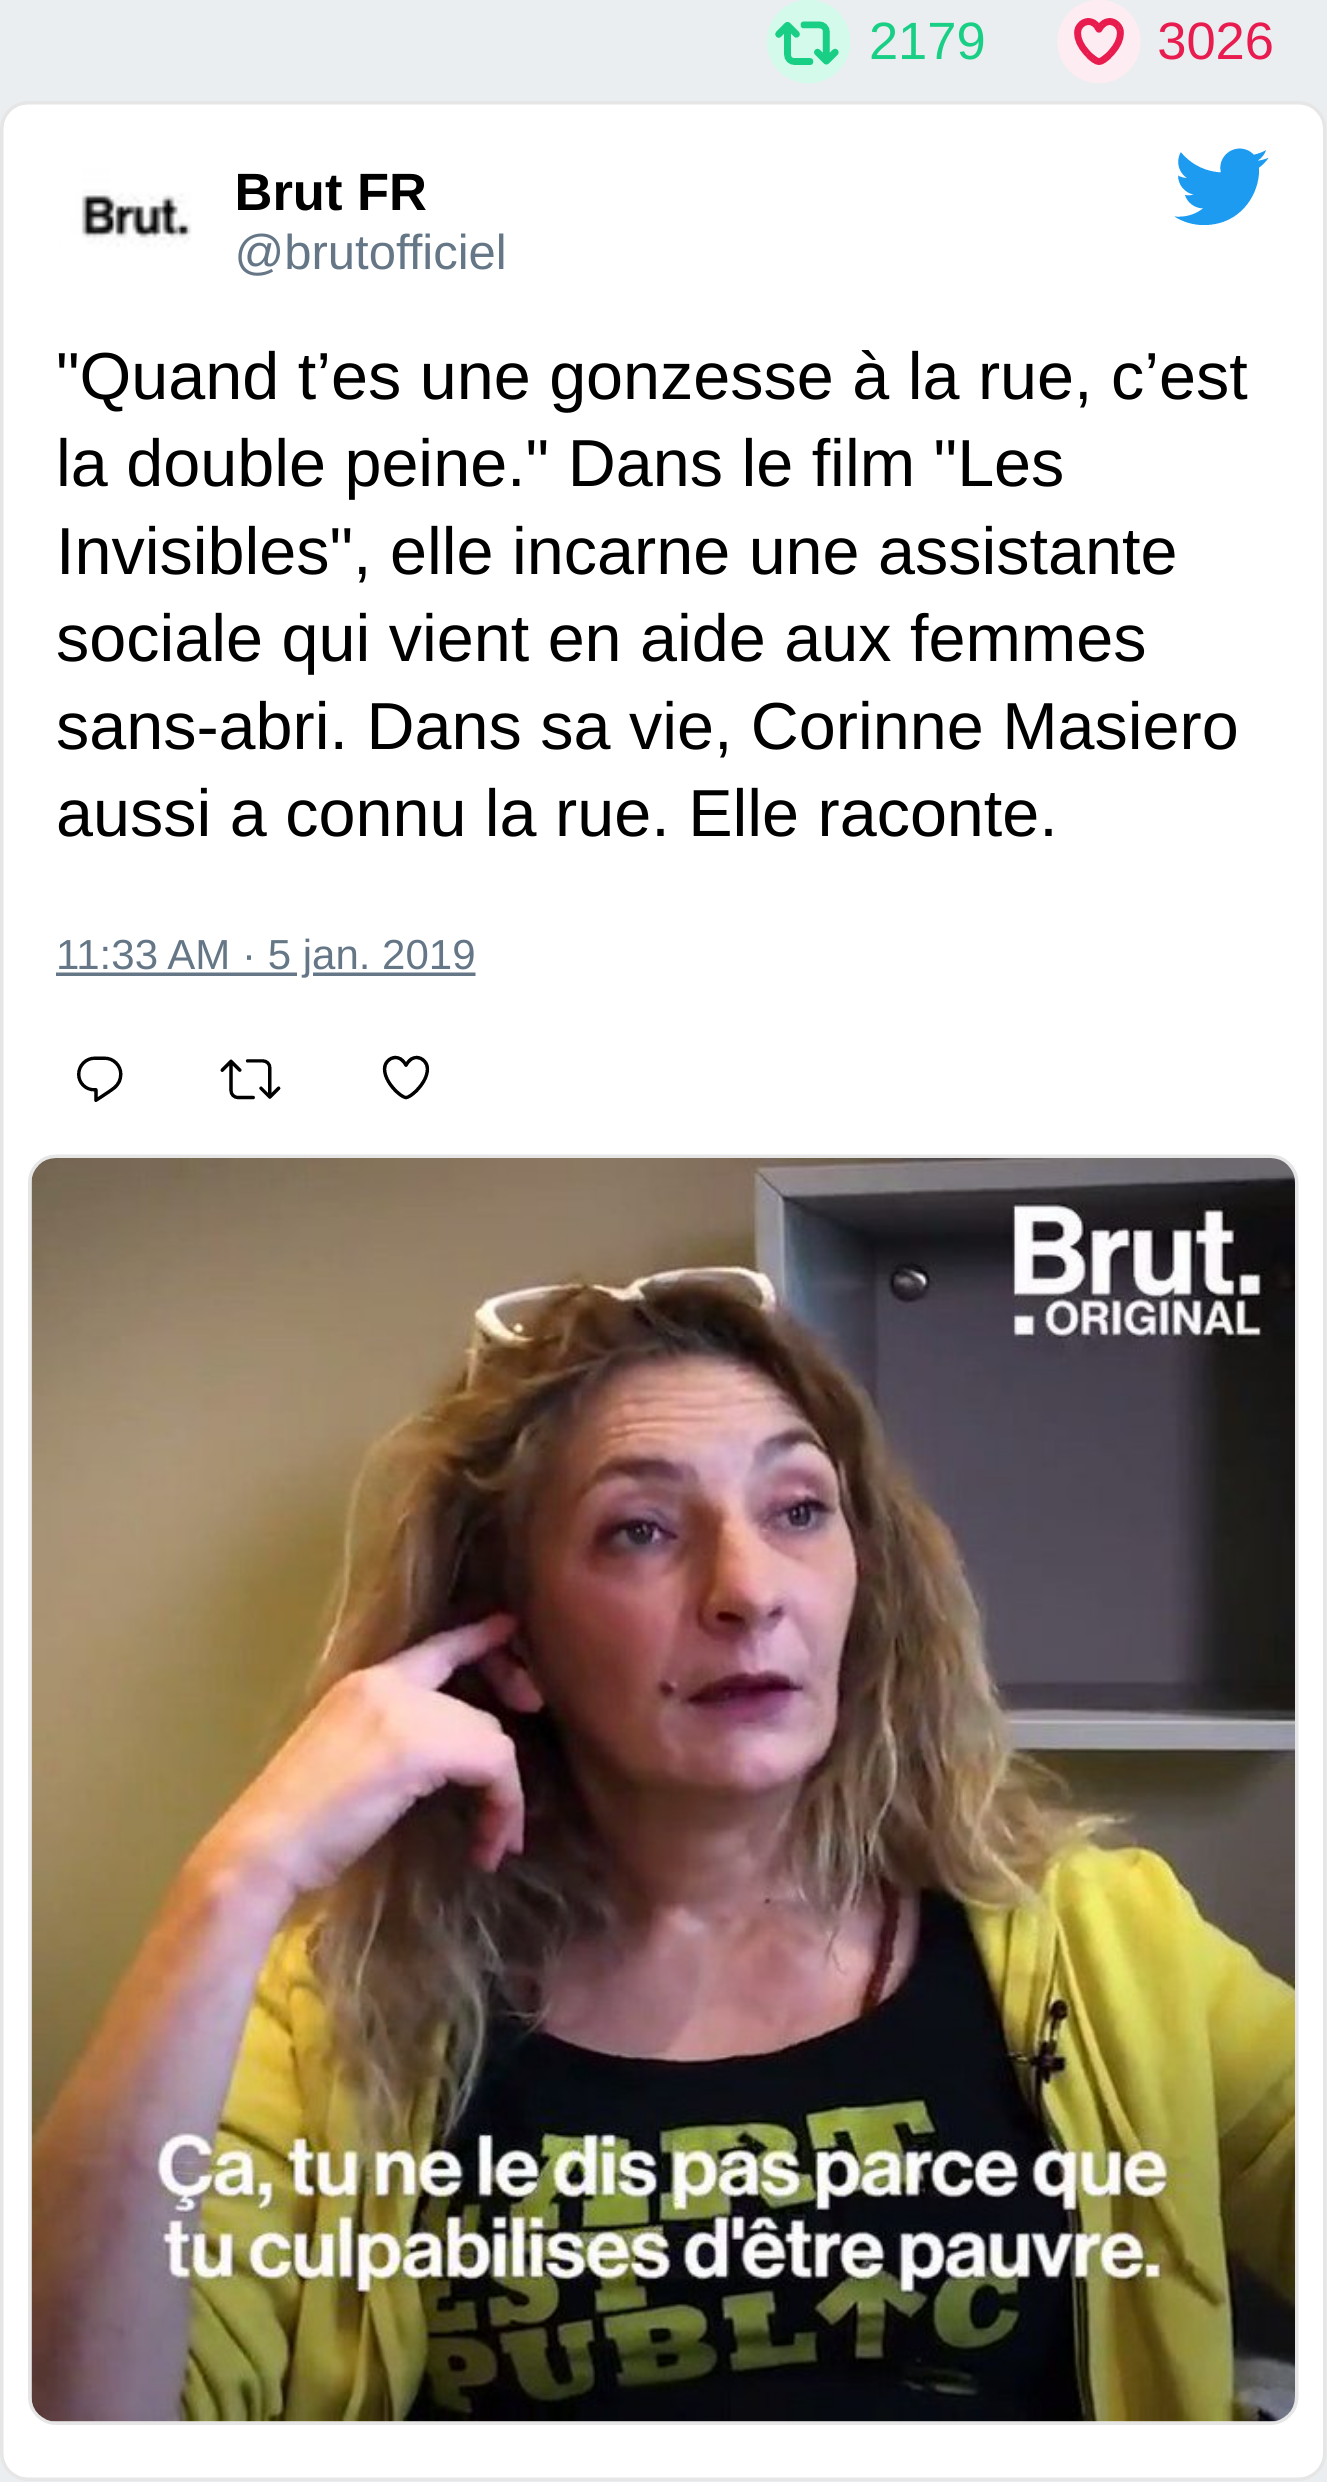 2179 3026
Brut.
Brut FR
@brutofficiel
"Quand t’es une gonzesse à la rue, c’est
la double peine." Dans le film "Les
Invisibles", elle incarne une assistante
sociale qui vient en aide aux femmes
sans-abri. Dans sa vie, Corinne Masiero
aussi a connu la rue. Elle raconte.
11:33 AM · 5 jan. 2019
Brut.
ORIGINAL
Ça, tu ne le dis pas parce que
tu culpabilises d'être pauvre.
L'ART
EST
PUBLIC